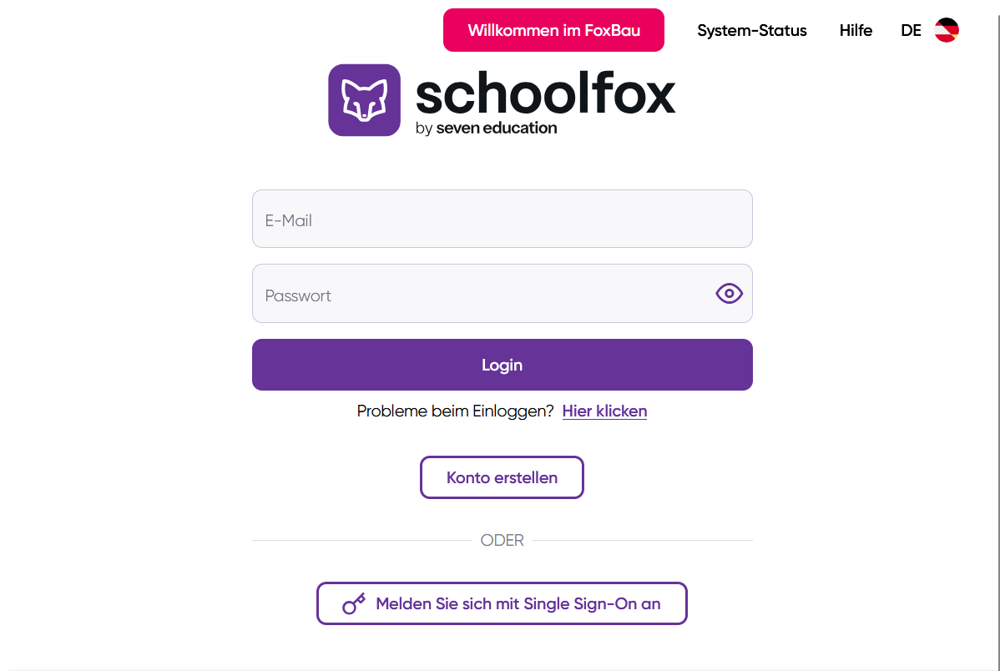 Willkommen im FoxBau
System-Status
Hilfe
DE
schoolfox
by seven education
E-Mail
Passwort
Login
Probleme beim Einloggen? Hier klicken
Konto erstellen
ODER
Melden Sie sich mit Single Sign-On an